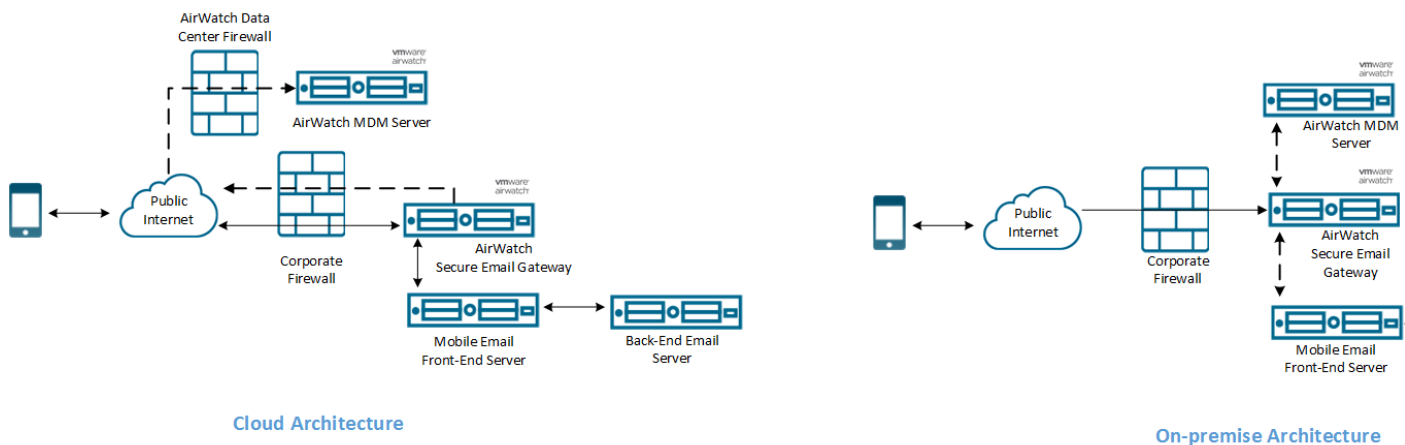 AirWatch Data
Center Firewall
vmware
airwatch
AirWatch MDM Server
Public
Internet
Corporate
Firewall
vmware
airwatch
AirWatch
Secure Email Gateway
Mobile Email
Front-End Server
Back-End Email
Server
Cloud Architecture
vmware
airwatch
AirWatch MDM
Server
Public
Internet
Corporate
Firewall
vmware
airwatch
AirWatch
Secure Email
Gateway
Mobile Email
Front-End Server
On-premise Architecture